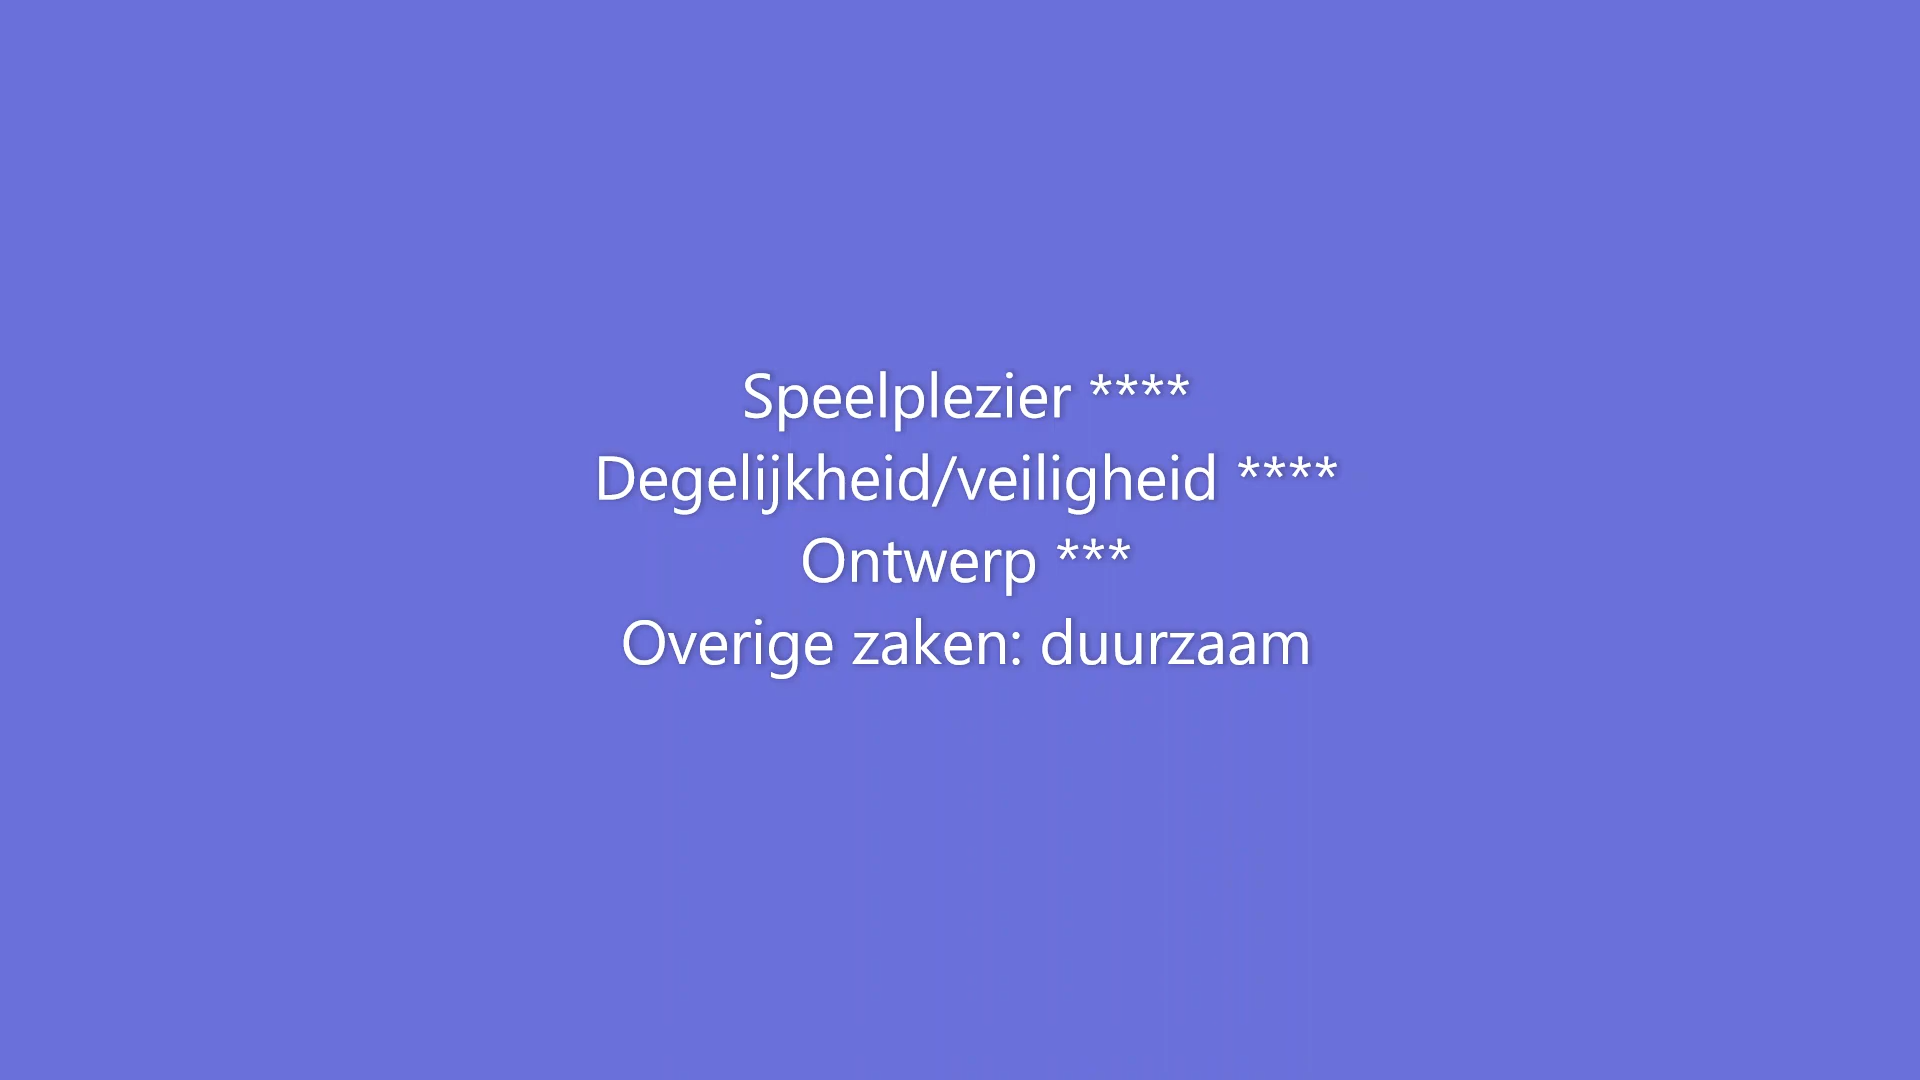 Speelplezier ****
Degelijkheid/veiligheid ****
Ontwerp ***
Overige zaken: duurzaam